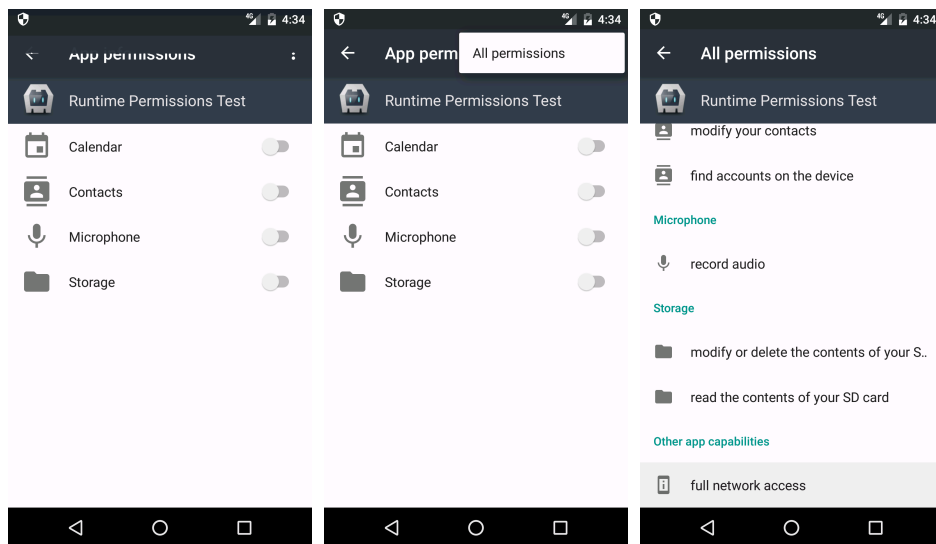 4G 4:34
App permissions
Runtime Permissions Test
Calendar
Contacts
Microphone
Storage
4G 4:34
App perm
All permissions
Runtime Permissions Test
Calendar
Contacts
Microphone
Storage
4G 4:34
All permissions
Runtime Permissions Test
modify your contacts
find accounts on the device
Microphone
record audio
Storage
modify or delete the contents of your S..
read the contents of your SD card
Other app capabilities
full network access